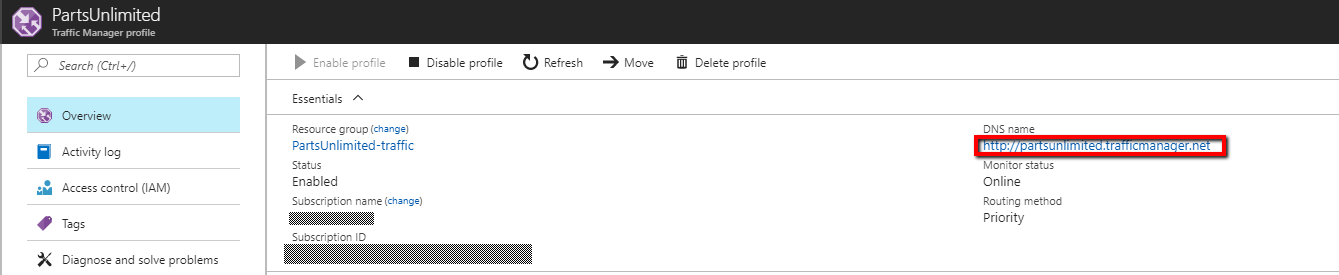 PartsUnlimited
Traffic Manager profile
Search (Ctrl+/)
Overview
Activity log
Access control (IAM)
Tags
Diagnose and solve problems
Enable profile
Disable profile
Refresh
Move
Delete profile
Essentials
Resource group (change)
PartsUnlimited-traffic
Status
Enabled
Subscription name (change)
Subscription ID
DNS name
http://partsunlimited.trafficmanager.net
Monitor status
Online
Routing method
Priority